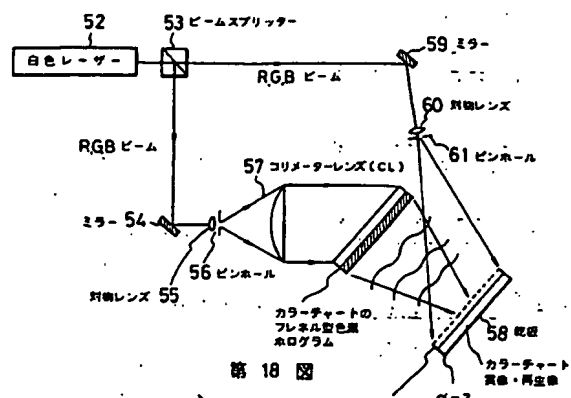 52
53 ビームスプリッター
白色レーザー
59 ミラー
R.G.B ビーム
60 対物レンズ
61 ピンホール
R.G.B ビーム
57 コリメーターレンズ(CL)
ミラー 54
56 ピンホール
55
対物レンズ
カラーチャートの
フレネル型色素
ホログラム
58 乾板
カラーチャート
実像・再生像
第 18 図